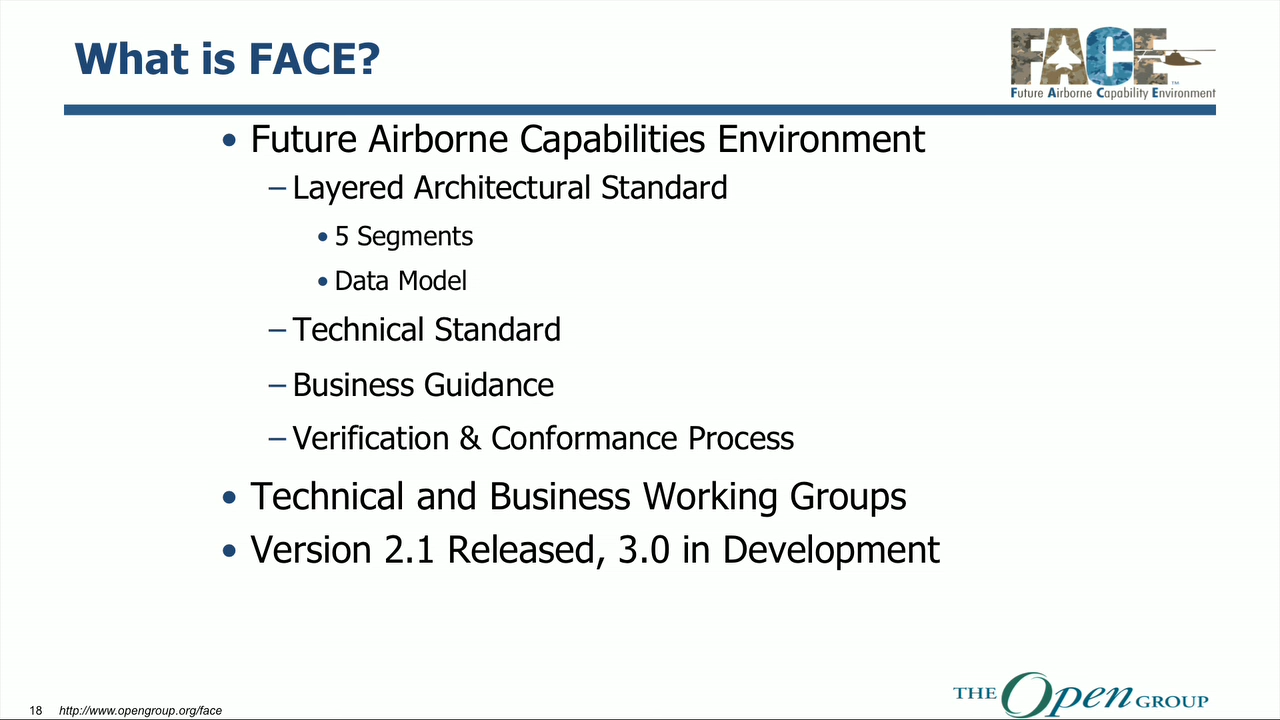 What is FACE?
FACE™
Future Airborne Capability Environment
• Future Airborne Capabilities Environment
– Layered Architectural Standard
• 5 Segments
• Data Model
– Technical Standard
– Business Guidance
– Verification & Conformance Process
• Technical and Business Working Groups
• Version 2.1 Released, 3.0 in Development
18 http://www.opengroup.org/face
THE Open GROUP